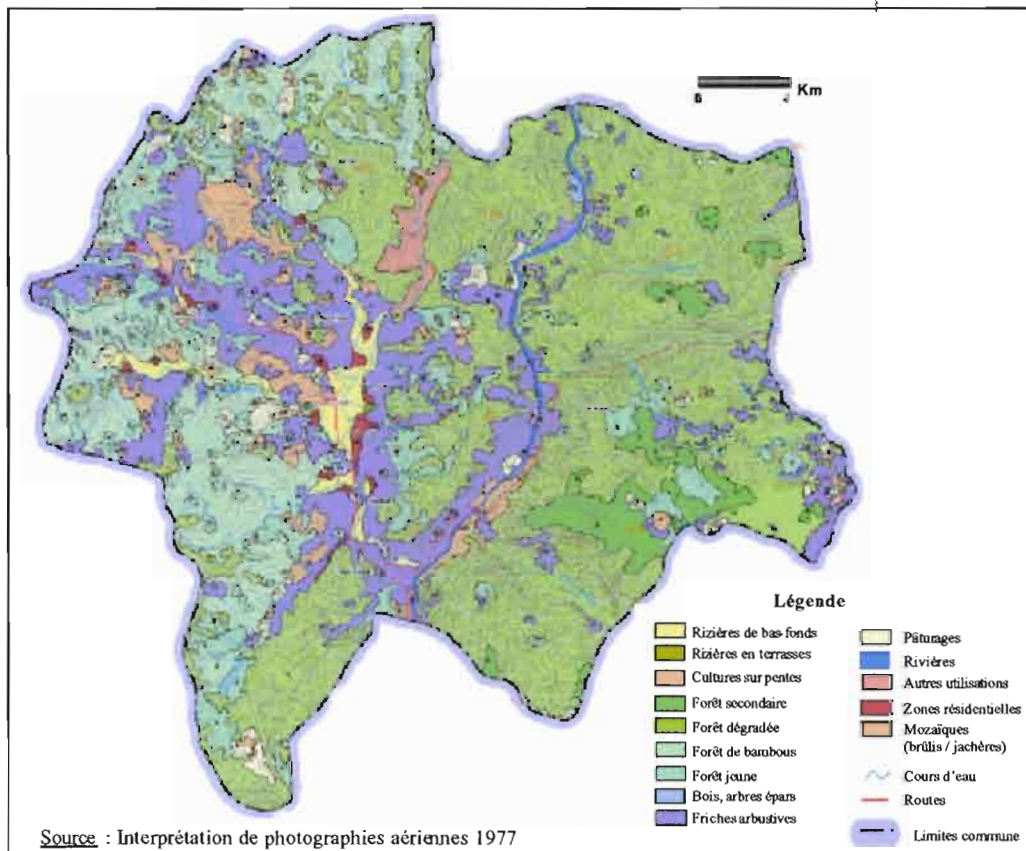 Km
Légende
Rizières de bas-fonds
Rizières en terrasses
Cultures sur pentes
Forêt secondaire
Forêt dégradée
Forêt de bambous
Forêt jeune
Bois, arbres épars
Friches arbustives
Pâturages
Rivières
Autres utilisations
Zones résidentielles
Mozaïques
(brûlis / jachères)
Cours d'eau
Routes
Limites commune
Source : Interprétation de photographies aériennes 1977